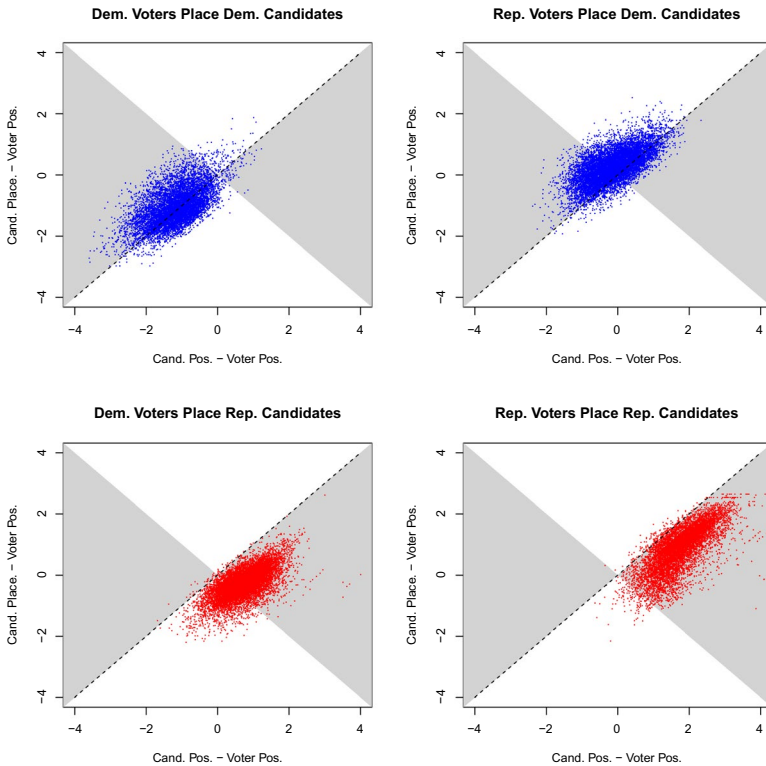 Dem. Voters Place Dem. Candidates
Cand. Place. − Voter Pos.
4
2
0
−2
−4
−4 −2 0 2 4
Cand. Pos. − Voter Pos.
Rep. Voters Place Dem. Candidates
Cand. Place. − Voter Pos.
4
2
0
−2
−4
−4 −2 0 2 4
Cand. Pos. − Voter Pos.
Dem. Voters Place Rep. Candidates
Cand. Place. − Voter Pos.
4
2
0
−2
−4
−4 −2 0 2 4
Cand. Pos. − Voter Pos.
Rep. Voters Place Rep. Candidates
Cand. Place. − Voter Pos.
4
2
0
−2
−4
−4 −2 0 2 4
Cand. Pos. − Voter Pos.